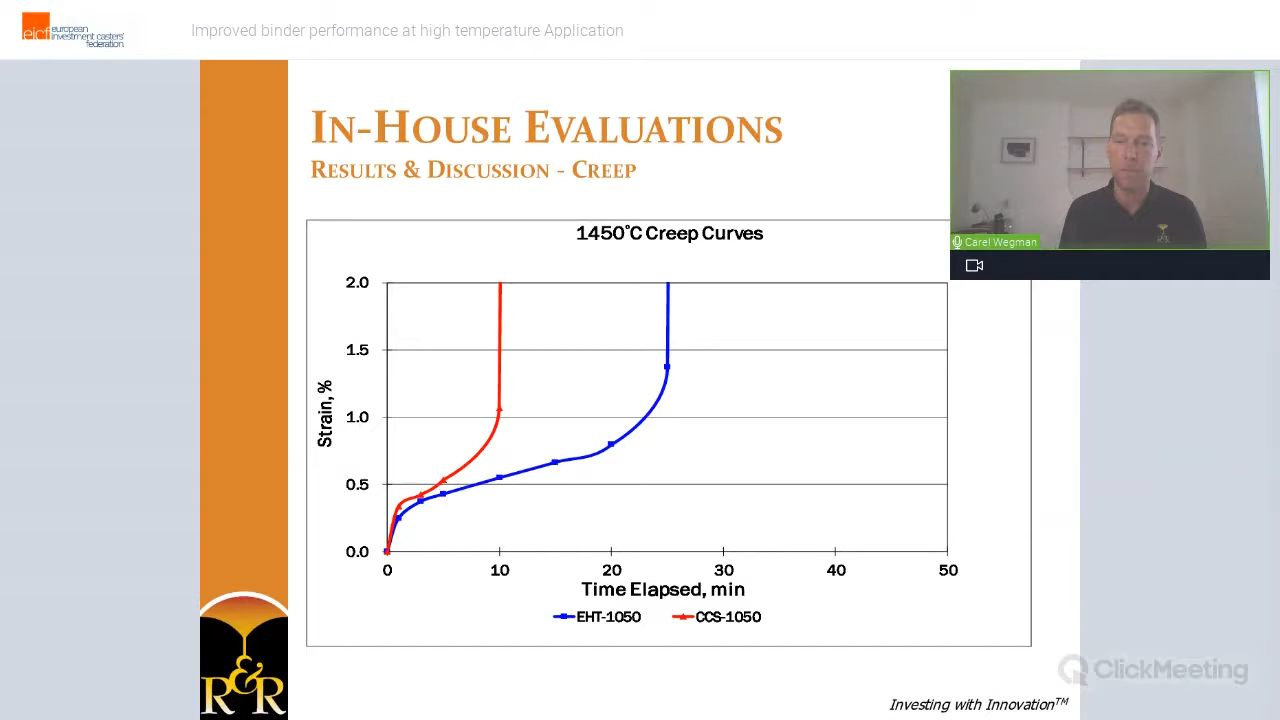 eicf european
investment casters'
federation.
Improved binder performance at high temperature Application
IN-HOUSE EVALUATIONS
RESULTS & DISCUSSION - CREEP
Carel Wegman
R&R
1450°C Creep Curves
2.0
1.5
1.0
0.5
0.0
Strain, %
0 10 20 30 40 50
Time Elapsed, min
EHT-1050 CCS-1050
R&R
ClickMeeting
Investing with Innovation™